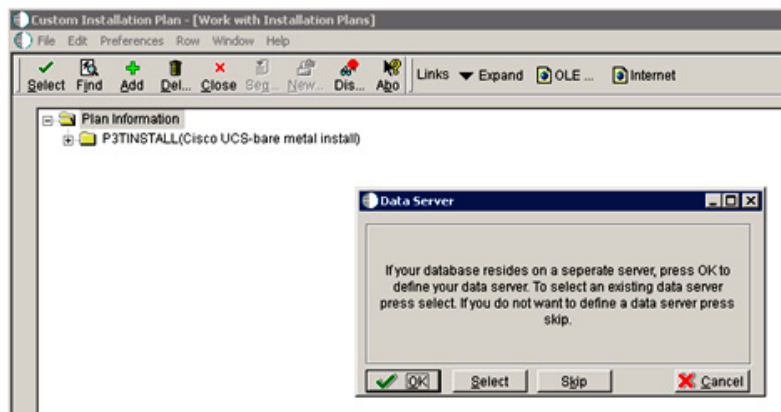 Custom Installation Plan - [Work with Installation Plans]
File Edit Preferences Row Window Help
Select Find Add Del... Close Seq... New... Dis... Abo Links Expand OLE ... Internet
Plan Information
P3TINSTALL(Cisco UCS-bare metal install)
Data Server
If your database resides on a seperate server, press OK to
define your data server. To select an existing data server
press select. If you do not want to define a data server press
skip.
OK Select Skip Cancel